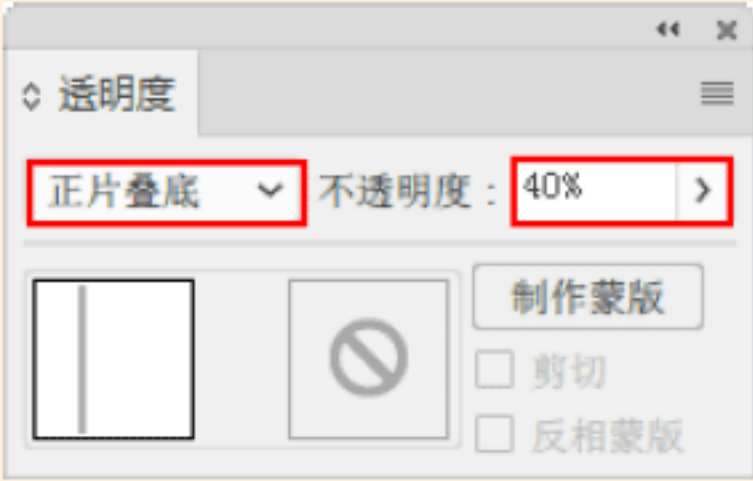 透明度
正片叠底 不透明度： 40%
制作蒙版
剪切
反相蒙版